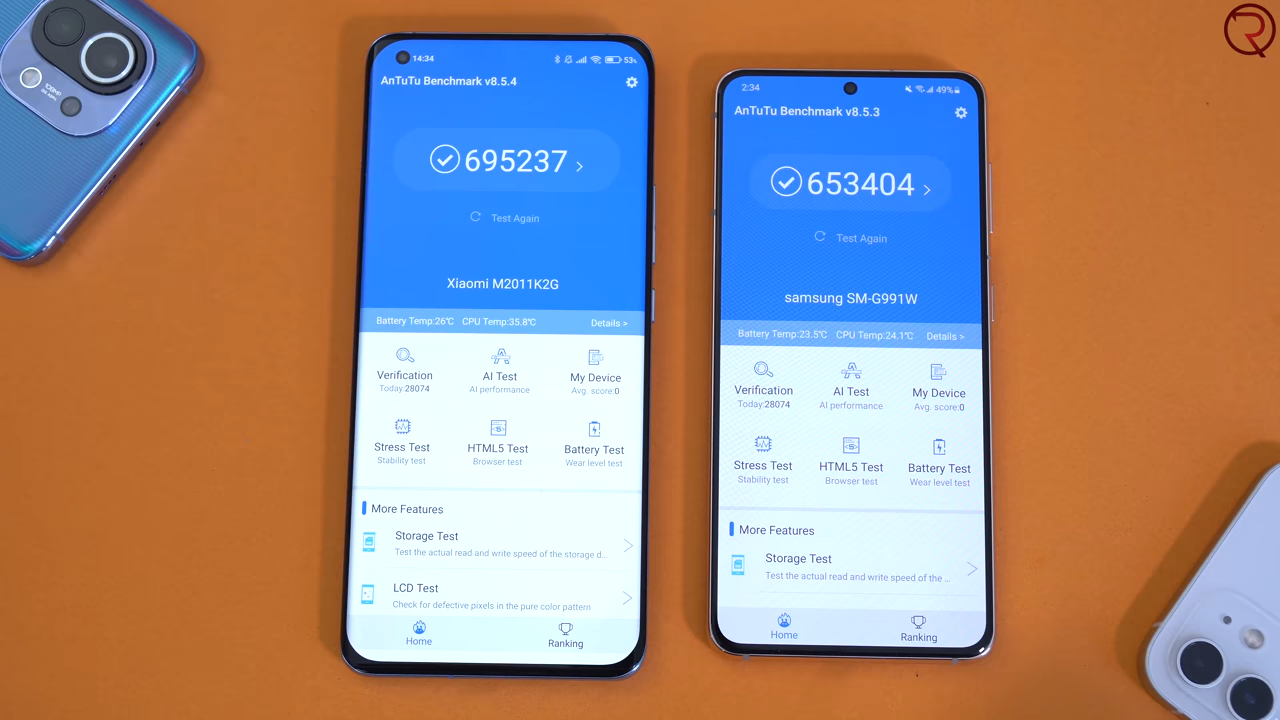 14:34
53%
AnTuTu Benchmark v8.5.4
695237
Test Again
Xiaomi M2011K2G
Battery Temp:26℃ CPU Temp:35.8℃ Details >
Verification
Today:28074
AI Test
AI performance
My Device
Avg. score:0
Stress Test
Stability test
HTML5 Test
Browser test
Battery Test
Wear level test
More Features
Storage Test
Test the actual read and write speed of the storage d...
LCD Test
Check for defective pixels in the pure color pattern
Home
Ranking
2:34
49%
AnTuTu Benchmark v8.5.3
653404
Test Again
samsung SM-G991W
Battery Temp:23.5℃ CPU Temp:24.1℃ Details >
Verification
Today:28074
AI Test
AI performance
My Device
Avg. score:0
Stress Test
Stability test
HTML5 Test
Browser test
Battery Test
Wear level test
More Features
Storage Test
Test the actual read and write speed of the ...
Home
Ranking
108MP